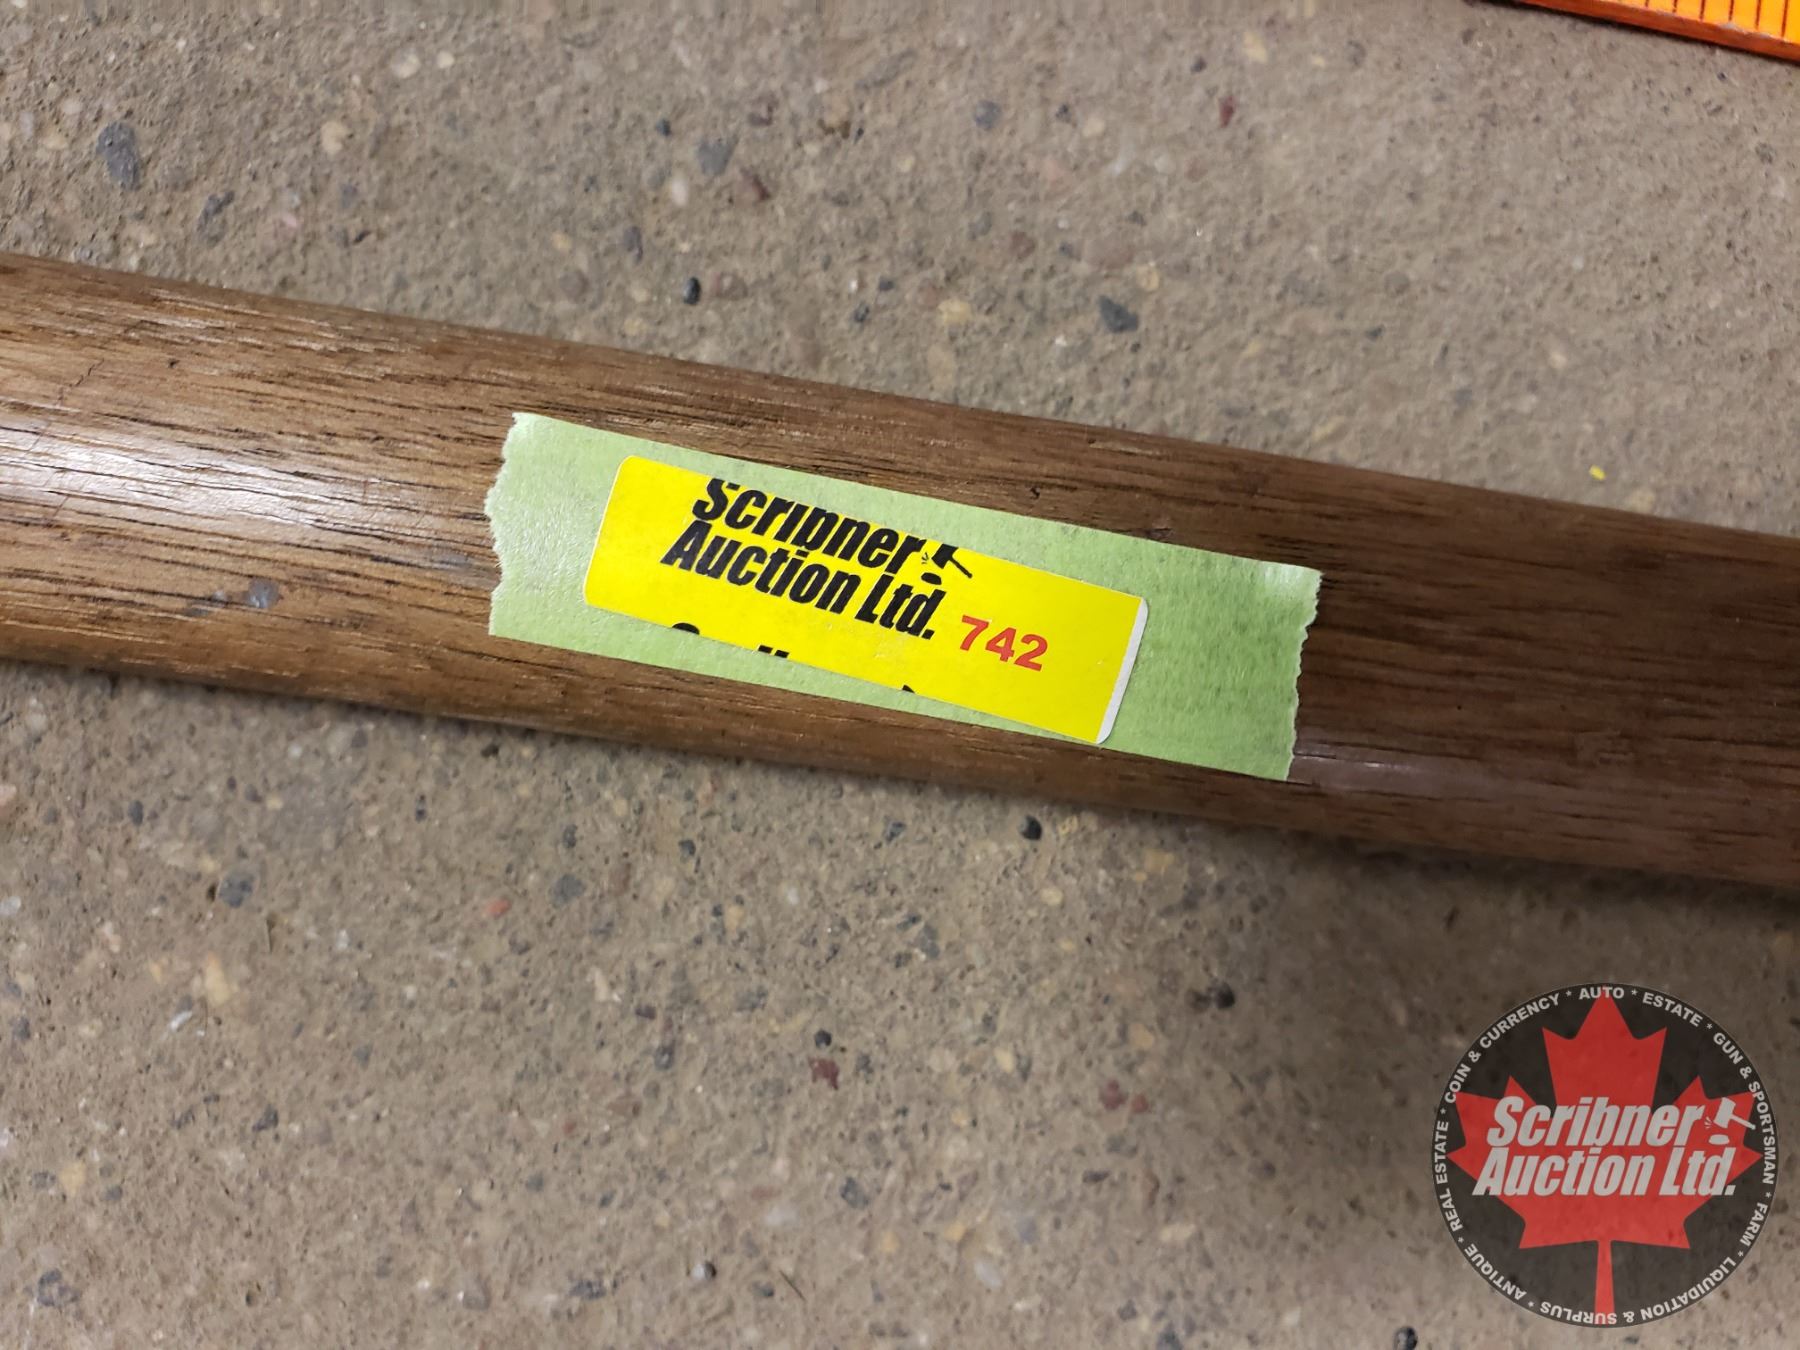 Scribner
Auction Ltd.
742
REAL ESTATE * COIN & CURRENCY * AUTO * ESTATE * GUN & SPORTSMAN * FARM * LIQUIDATION & SURPLUS * ANTIQUE *
Scribner
Auction Ltd.